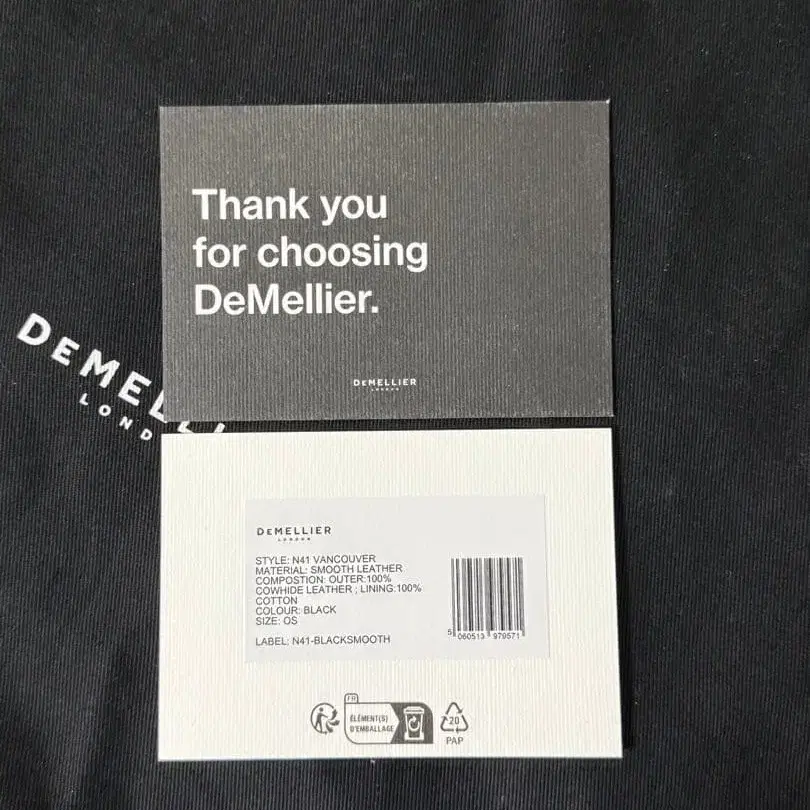 Thank you
for choosing
DeMellier.
DEMELLIER
LONDON
DEMELLI
LOND
DEMELLIER
LONDON
STYLE: N41 VANCOUVER
MATERIAL: SMOOTH LEATHER
COMPOSTION: OUTER:100%
COWHIDE LEATHER ; LINING:100%
COTTON
COLOUR: BLACK
SIZE: OS
LABEL: N41-BLACKSMOOTH
5 060513 979571
FR
ÉLÉMENT(S)
D'EMBALLAGE
20
PAP